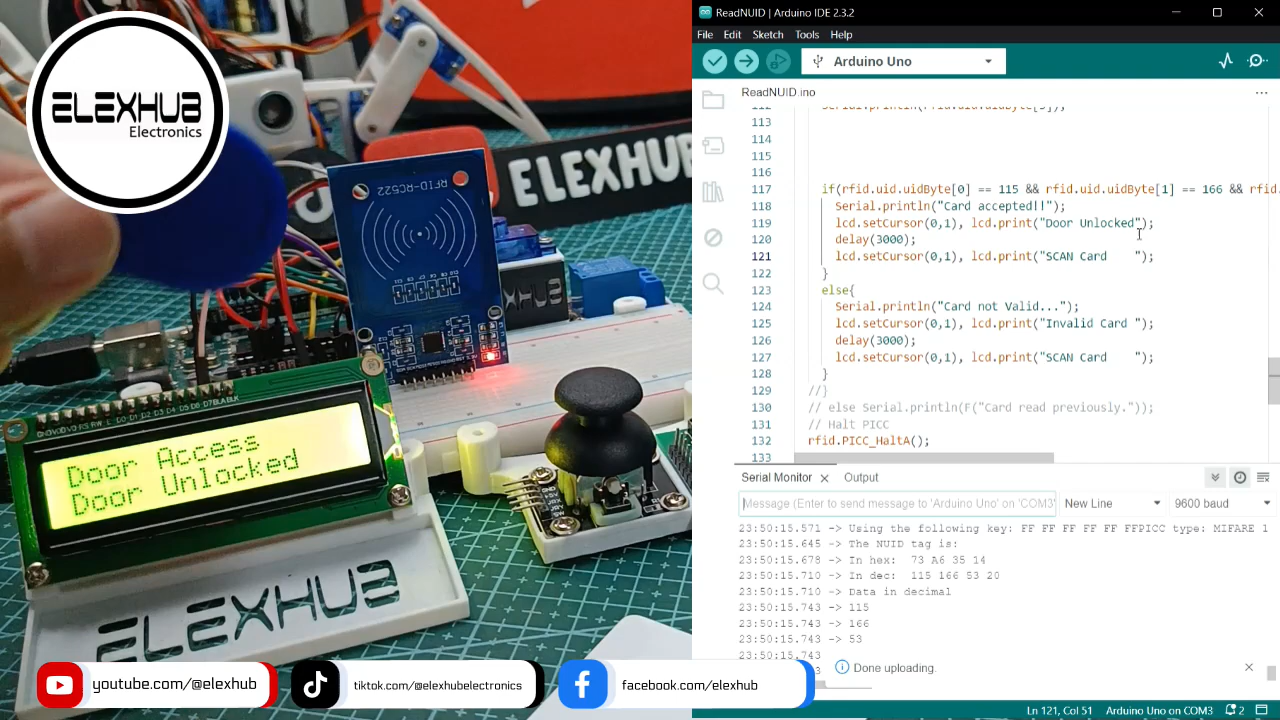 ELEXHUB
Electronics
ELEXHUB
RFID-RC522
ELEXHUB
Door Access
Door Unlocked
ELEXHUB
youtube.com/@elexhub
tiktok.com/@elexhubelectronics
facebook.com/elexhub
ReadNUID | Arduino IDE 2.3.2
File Edit Sketch Tools Help
Arduino Uno
ReadNUID.ino
113
114
115
116
117 if(rfid.uid.uidByte[0] == 115 && rfid.uid.uidByte[1] == 166 && rfid.
118 Serial.println("Card accepted!!");
119 lcd.setCursor(0,1), lcd.print("Door Unlocked");
120 delay(3000);
121 lcd.setCursor(0,1), lcd.print("SCAN Card    ");
122 }
123 else{
124 Serial.println("Card not Valid...");
125 lcd.setCursor(0,1), lcd.print("Invalid Card ");
126 delay(3000);
127 lcd.setCursor(0,1), lcd.print("SCAN Card    ");
128 }
129 //}
130 // else Serial.println(F("Card read previously."));
131 // Halt PICC
132 rfid.PICC_HaltA();
133
Serial Monitor Output
Message (Enter to send message to 'Arduino Uno' on 'COM3'
New Line 9600 baud
23:50:15.571 -> Using the following key: FF FF FF FF FF FFPICC type: MIFARE 1
23:50:15.645 -> The NUID tag is:
23:50:15.678 -> In hex:  73 A6 35 14
23:50:15.710 -> In dec:  115 166 53 20
23:50:15.710 -> Data in decimal
23:50:15.743 -> 115
23:50:15.743 -> 166
23:50:15.743 -> 53
23:50:15.743
Done uploading.
Ln 121, Col 51 Arduino Uno on COM3 2